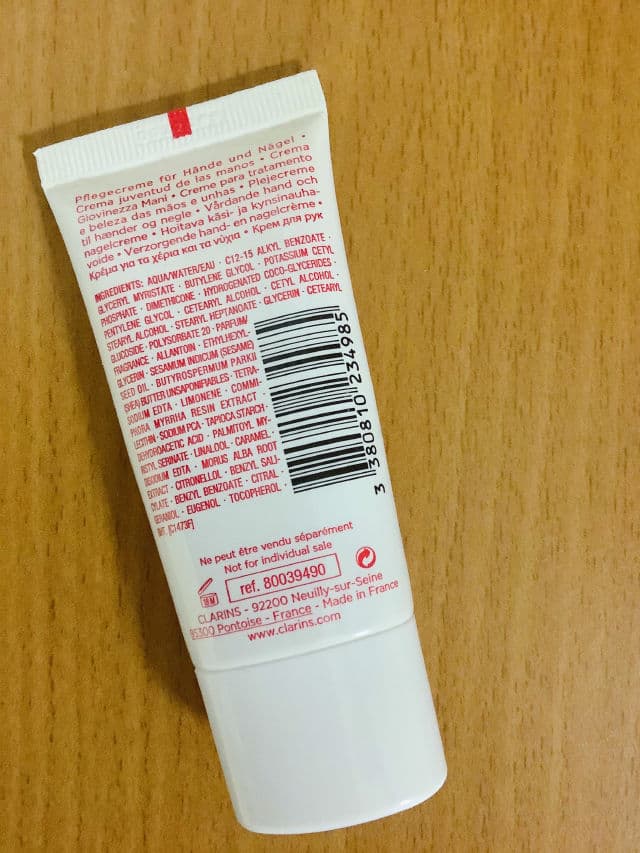 Pflegecreme für Hände und Nägel •
Crema juventud de las manos • Crema
Giovinezza Mani • Creme para tratamento
e beleza das mãos e unhas • Plejecreme
til hænder og negle • Vårdande hand och
nagelcreme • Hoitava käsi- ja kynsinauha-
voide • Verzorgende hand- en nagelcrème •
Κρέμα για τα χέρια και τα νύχια • Крем для рук
INGREDIENTS: AQUA/WATER/EAU · C12-15 ALKYL BENZOATE ·
GLYCERYL MYRISTATE · BUTYLENE GLYCOL · POTASSIUM CETYL
PHOSPHATE · DIMETHICONE · HYDROGENATED COCO-GLYCERIDES ·
PENTYLENE GLYCOL · CETEARYL ALCOHOL · CETYL ALCOHOL ·
STEARYL ALCOHOL · STEARYL HEPTANOATE · GLYCERIN · CETEARYL
GLUCOSIDE · POLYSORBATE 20 · PARFUM/
FRAGRANCE · ALLANTOIN · ETHYLHEXYL-
GLYCERIN · SESAMUM INDICUM (SESAME)
SEED OIL · BUTYROSPERMUM PARKII
(SHEA) BUTTER UNSAPONIFIABLES · TETRA-
SODIUM EDTA · LIMONENE · COMMI-
PHORA MYRRHA RESIN EXTRACT ·
LECITHIN · SODIUM PCA · TAPIOCA STARCH ·
DEHYDROACETIC ACID · PALMITOYL MY-
RISTYL SERINATE · LINALOOL · CARAMEL ·
DISODIUM EDTA · MORUS ALBA ROOT
EXTRACT · CITRONELLOL · BENZYL SALI-
CYLATE · BENZYL BENZOATE · CITRAL ·
GERANIOL · EUGENOL · TOCOPHEROL ·
BHT. [C1473F]
3 380810 234985
Ne peut être vendu séparément
Not for individual sale
18 M
ref. 80039490
CLARINS - 92200 Neuilly-sur-Seine
95300 Pontoise - France - Made in France
www.clarins.com